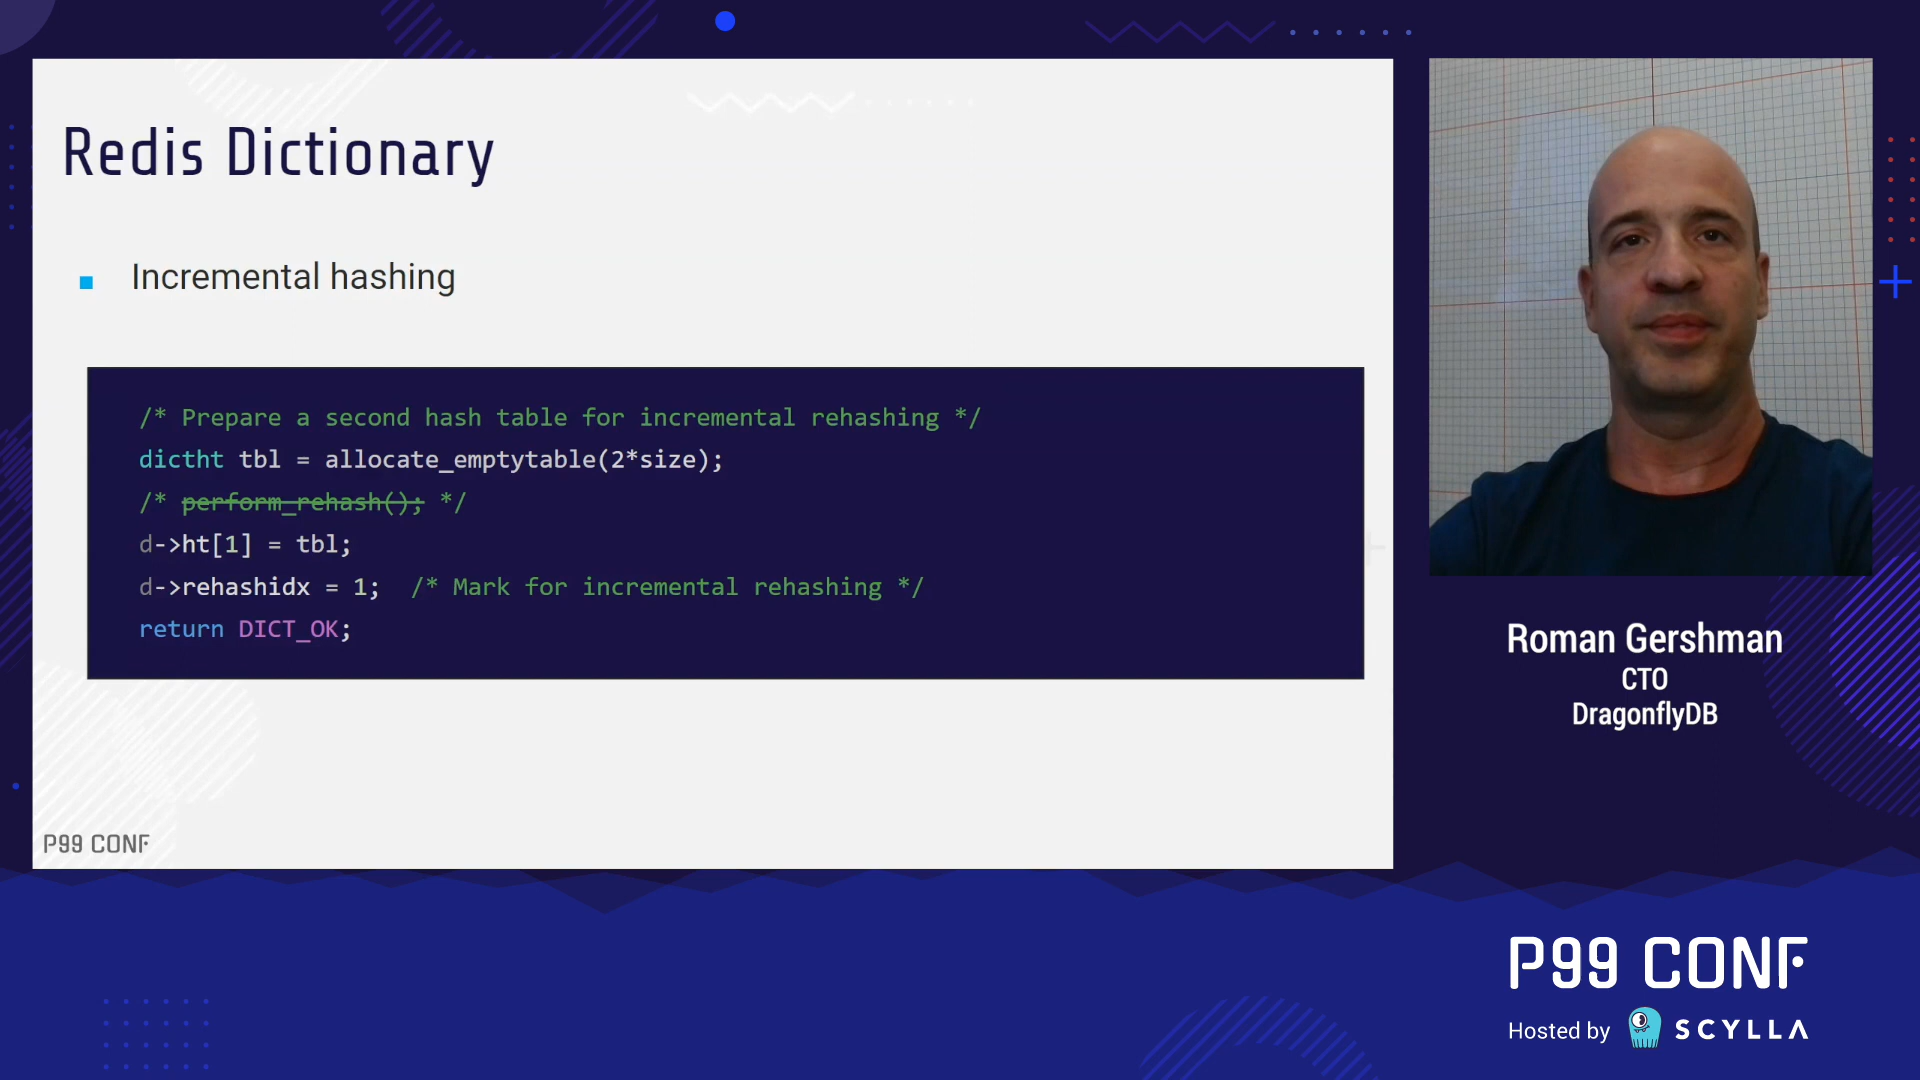 Redis Dictionary
Incremental hashing
/* Prepare a second hash table for incremental rehashing */
dictht tbl = allocate_emptytable(2*size);
/* perform_rehash(); */
d->ht[1] = tbl;
d->rehashidx = 1;  /* Mark for incremental rehashing */
return DICT_OK;
P99 CONF
Roman Gershman
CTO
DragonflyDB
P99 CONF
Hosted by SCYLLA